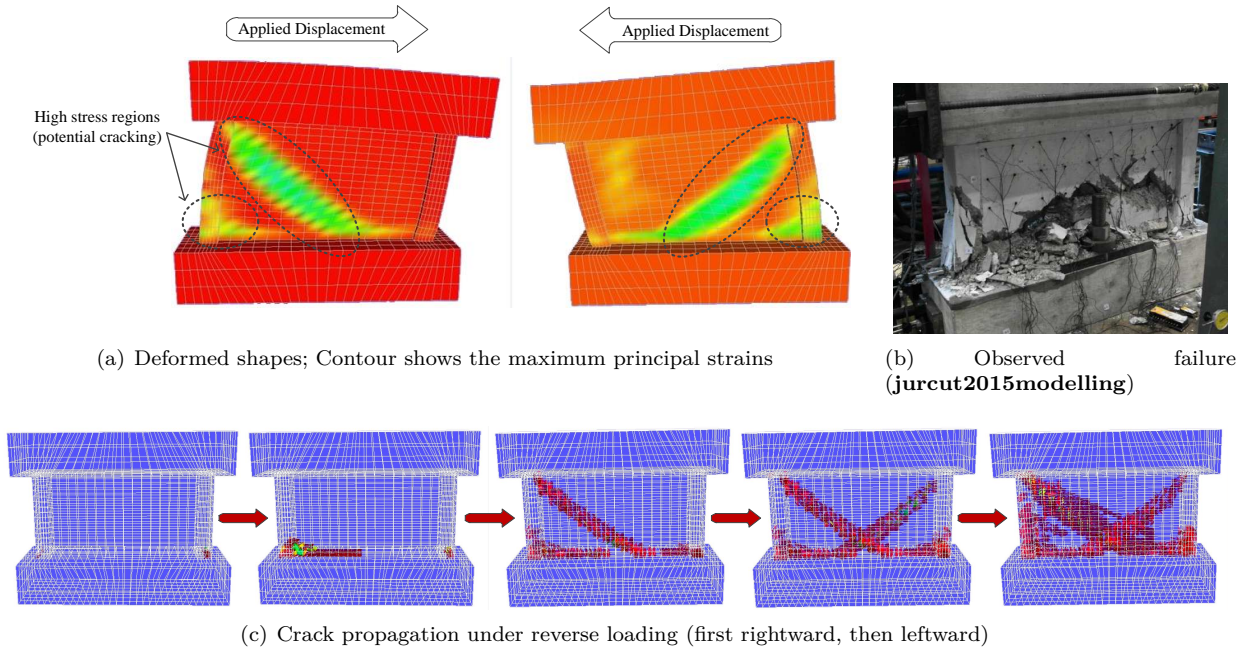 Applied Displacement
Applied Displacement
High stress regions
(potential cracking)
(a) Deformed shapes; Contour shows the maximum principal strains
(b) Observed failure
(jurcut2015modelling)
(c) Crack propagation under reverse loading (first rightward, then leftward)